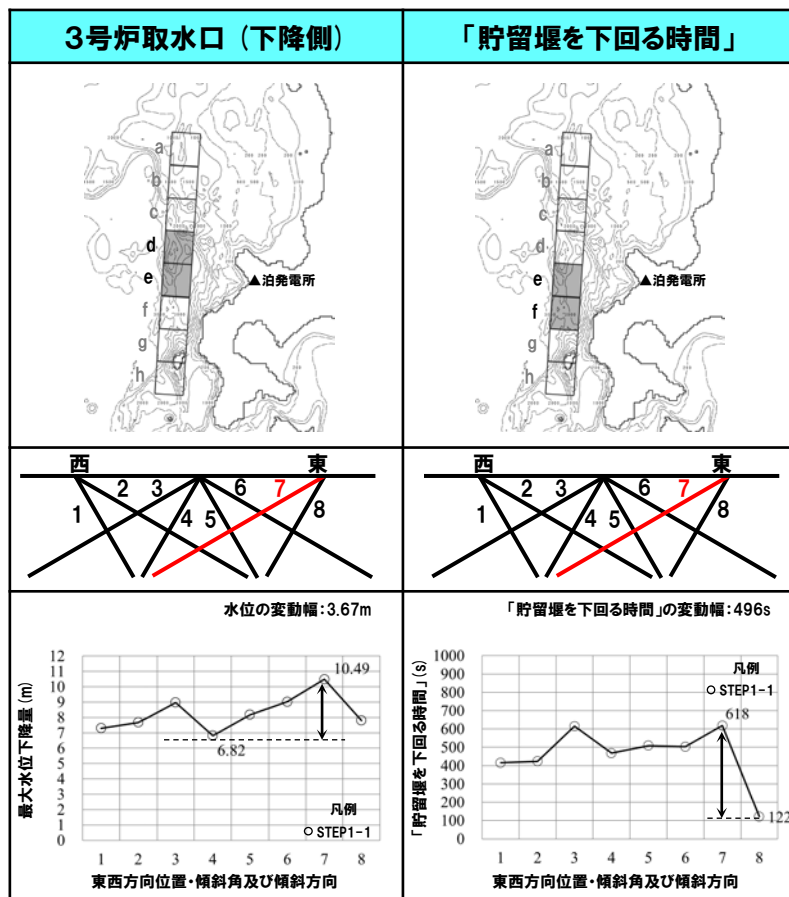 3号炉取水口（下降側）
「貯留堰を下回る時間」
a
b
c
d
e
f
g
h
▲泊発電所
a
b
c
d
e
f
g
h
▲泊発電所
西
東
1
2
3
4
5
6
7
8
西
東
1
2
3
4
5
6
7
8
水位の変動幅:3.67m
最大水位下降量(m)
12
11
10
9
8
7
6
5
4
3
2
1
0
10.49
6.82
凡例
○ STEP1-1
1 2 3 4 5 6 7 8
東西方向位置・傾斜角及び傾斜方向
「貯留堰を下回る時間」の変動幅:496s
「貯留堰を下回る時間」(s)
1000
900
800
700
600
500
400
300
200
100
0
凡例
○ STEP1-1
618
122
1 2 3 4 5 6 7 8
東西方向位置・傾斜角及び傾斜方向